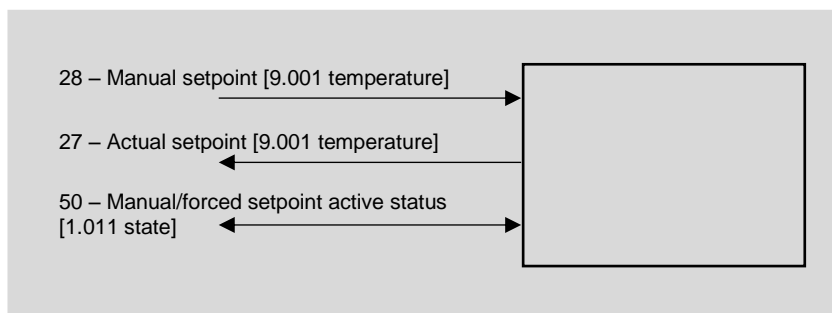 28 – Manual setpoint [9.001 temperature]
27 – Actual setpoint [9.001 temperature]
50 – Manual/forced setpoint active status
[1.011 state]